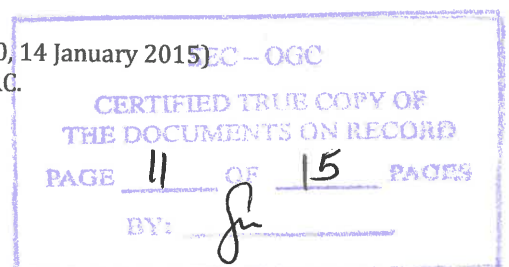 0, 14 January 2015)
SEC – OGC
C.
CERTIFIED TRUE COPY OF
THE DOCUMENTS ON RECORD
PAGE 11 OF 15 PAGES
BY: